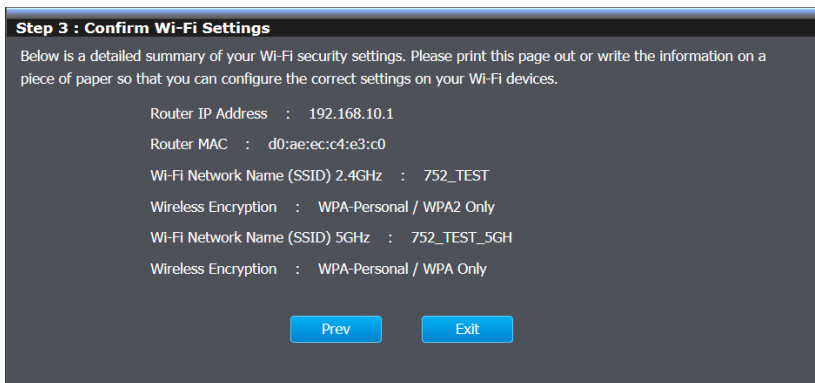 Step 3 : Confirm Wi-Fi Settings
Below is a detailed summary of your Wi-Fi security settings. Please print this page out or write the information on a
piece of paper so that you can configure the correct settings on your Wi-Fi devices.
Router IP Address : 192.168.10.1
Router MAC : d0:ae:ec:c4:e3:c0
Wi-Fi Network Name (SSID) 2.4GHz : 752_TEST
Wireless Encryption : WPA-Personal / WPA2 Only
Wi-Fi Network Name (SSID) 5GHz : 752_TEST_5GH
Wireless Encryption : WPA-Personal / WPA Only
Prev Exit